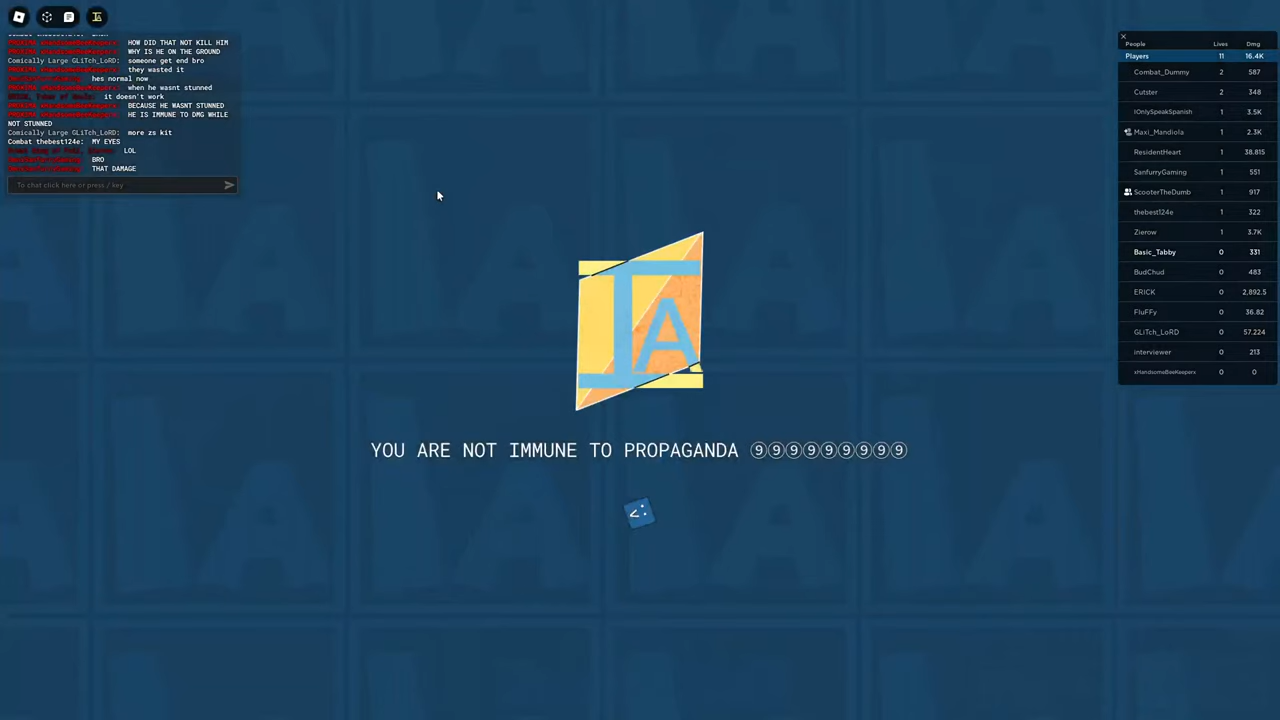 HOW DID THAT NOT KILL HIM
WHY IS HE ON THE GROUND
Comically Large GLiTch_LoRD: someone get end bro
they wasted it
hes normal now
when he wasnt stunned
it doesn't work
BECAUSE HE WASNT STUNNED
HE IS IMMUNE TO DMG WHILE
NOT STUNNED
Comically Large GLiTch_LoRD: more zs kit
Combat thebest124e: MY EYES
LOL
BRO
THAT DAMAGE
To chat click here or press / key
IA
YOU ARE NOT IMMUNE TO PROPAGANDA ⑨⑨⑨⑨⑨⑨⑨⑨⑨
<:
People Lives Dmg
Players 11 16.4K
Combat_Dummy 2 587
Cutster 2 348
IOnlySpeakSpanish 1 3.5K
Maxi_Mandiola 1 2.3K
ResidentHeart 1 38.815
SanfurryGaming 1 551
ScooterTheDumb 1 917
thebest124e 1 322
Zierow 1 3.7K
Basic_Tabby 0 331
BudChud 0 483
ERICK 0 2,892.5
FluFFy 0 36.82
GLiTch_LoRD 0 57.224
interviewer 0 213
xHandsomeBeeKeeperx 0 0